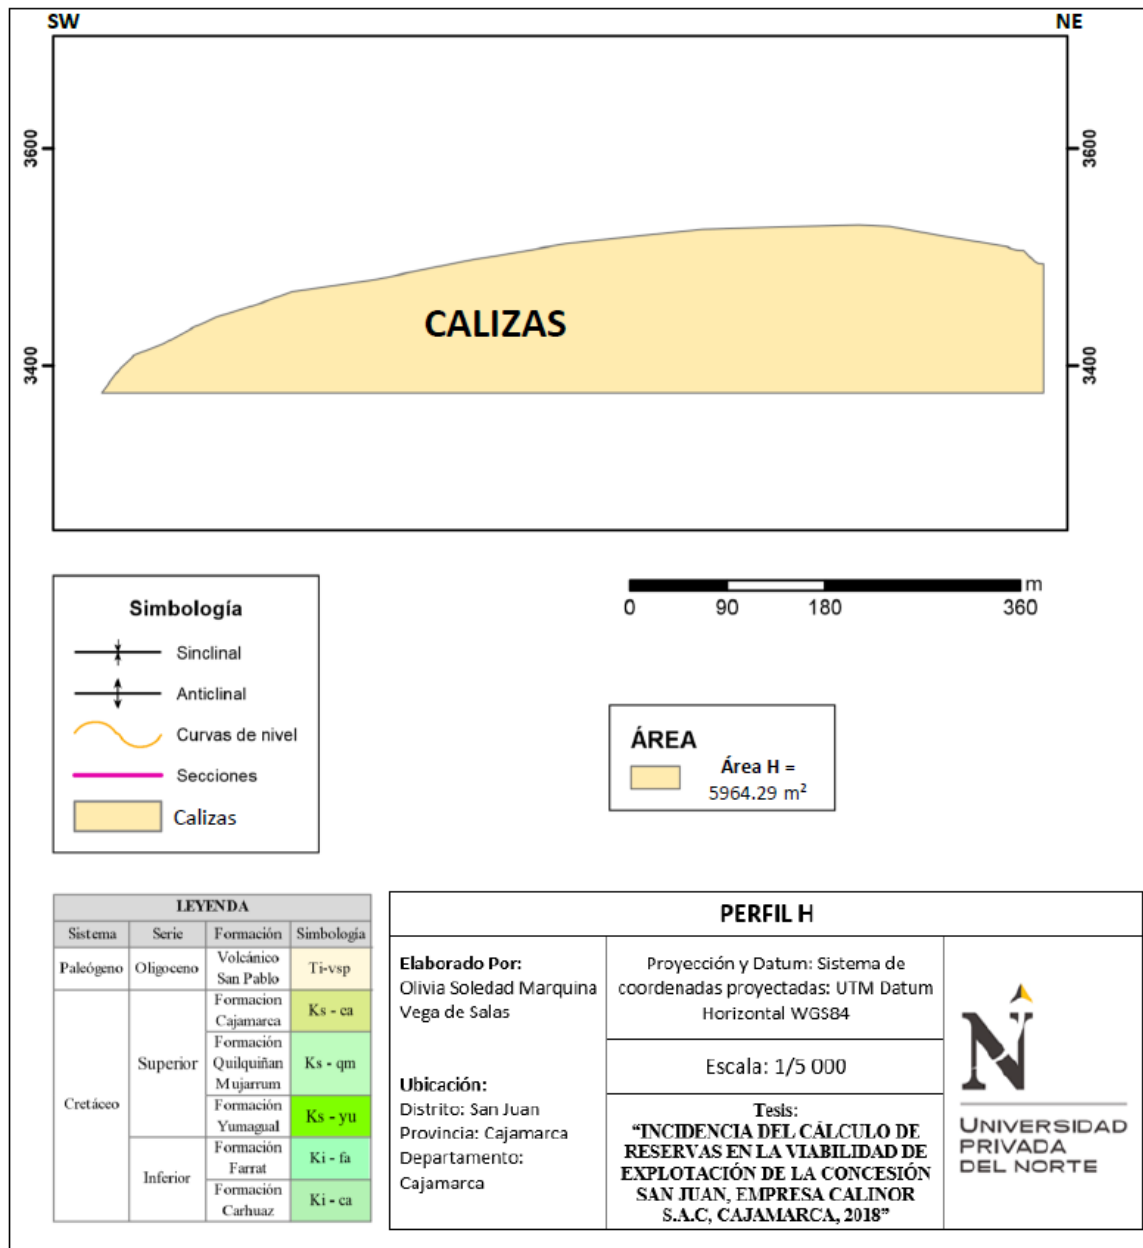 SW
NE
3600
3600
3400
3400
CALIZAS
Simbología
Sinclinal
Anticlinal
Curvas de nivel
Secciones
Calizas
m
0 90 180 360
ÁREA
Área H =
5964.29 m²
LEYENDA
Sistema Serie Formación Simbología
Paleógeno Oligoceno Volcánico San Pablo Ti-vsp
Cretáceo
Superior
Formacion Cajamarca Ks - ca
Formación Quilquiñan Mujarrum Ks - qm
Formación Yumagual Ks - yu
Inferior
Formación Farrat Ki - fa
Formación Carhuaz Ki - ca
PERFIL H
Elaborado Por:
Olivia Soledad Marquina
Vega de Salas
Ubicación:
Distrito: San Juan
Provincia: Cajamarca
Departamento:
Cajamarca
Proyección y Datum: Sistema de
coordenadas proyectadas: UTM Datum
Horizontal WGS84
Escala: 1/5 000
Tesis:
“INCIDENCIA DEL CÁLCULO DE
RESERVAS EN LA VIABILIDAD DE
EXPLOTACIÓN DE LA CONCESIÓN
SAN JUAN, EMPRESA CALINOR
S.A.C, CAJAMARCA, 2018”
N
UNIVERSIDAD
PRIVADA
DEL NORTE